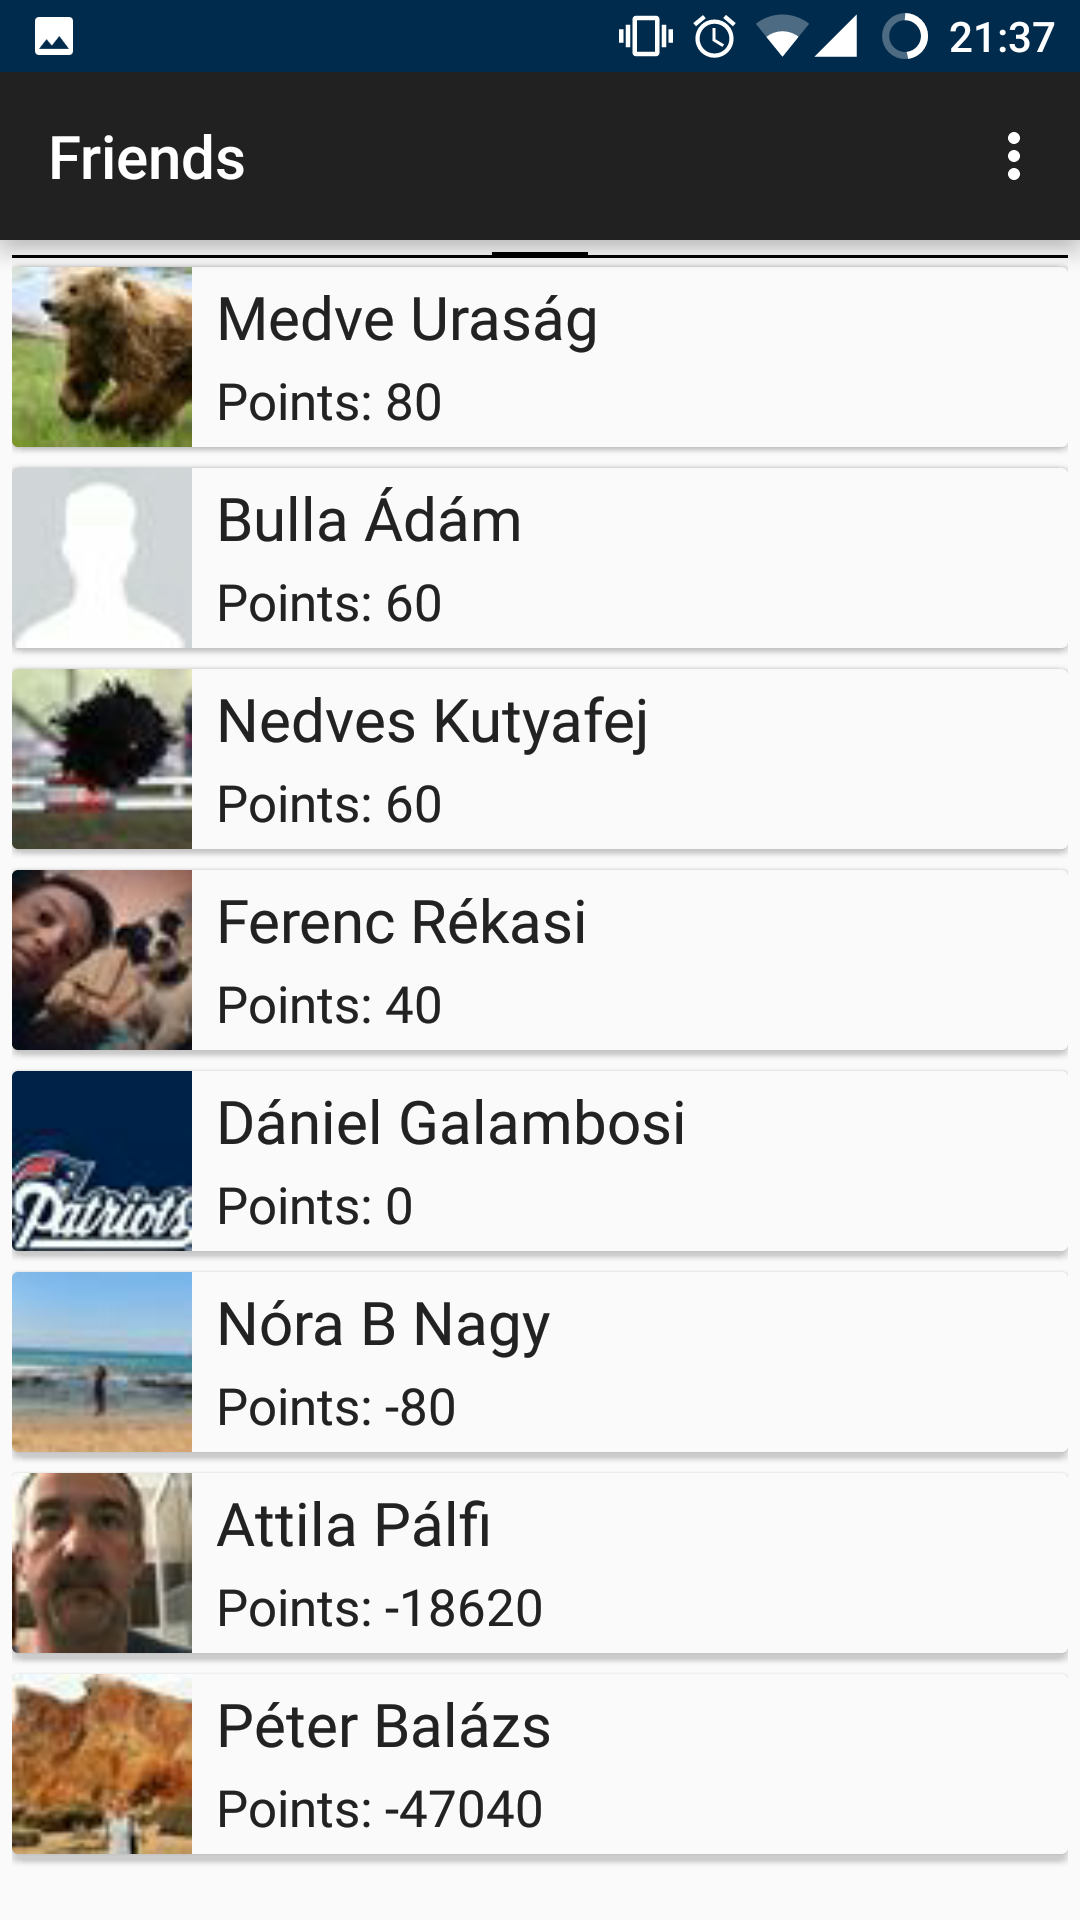 21:37
Friends
Medve Uraság
Points: 80
Bulla Ádám
Points: 60
Nedves Kutyafej
Points: 60
Ferenc Rékasi
Points: 40
Dániel Galambosi
Points: 0
Patriots
Nóra B Nagy
Points: -80
Attila Pálfi
Points: -18620
Péter Balázs
Points: -47040